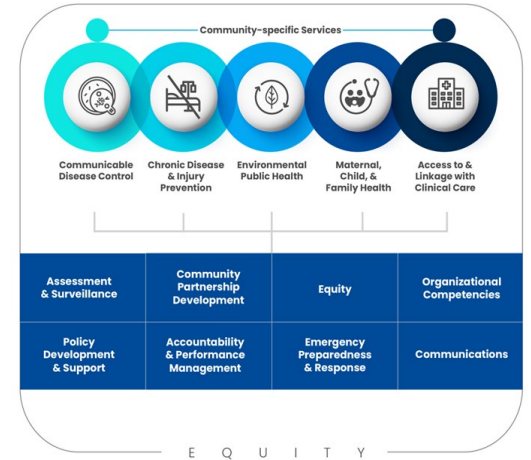 Community-specific Services
Communicable
Disease Control
Chronic Disease
& Injury
Prevention
Environmental
Public Health
Maternal,
Child, &
Family Health
Access to &
Linkage with
Clinical Care
Assessment
& Surveillance
Community
Partnership
Development
Equity
Organizational
Competencies
Policy
Development
& Support
Accountability
& Performance
Management
Emergency
Preparedness
& Response
Communications
EQUITY